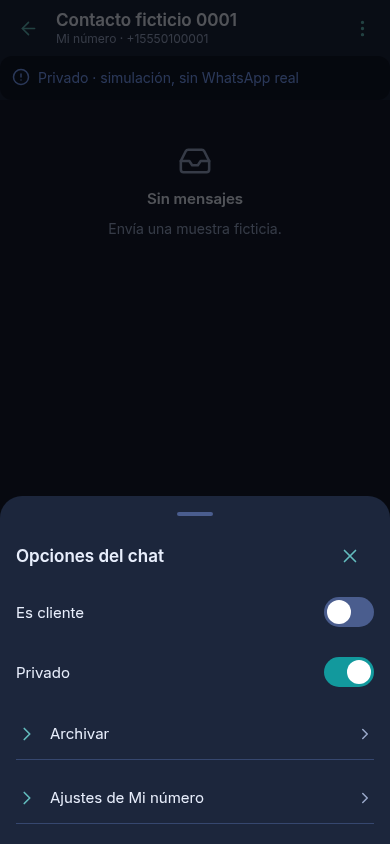 Contacto ficticio 0001
Mi número · +15550100001
Privado · simulación, sin WhatsApp real
Sin mensajes
Envía una muestra ficticia.
Opciones del chat
Es cliente
Privado
Archivar
Ajustes de Mi número